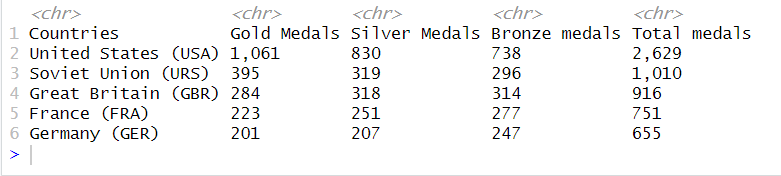 <chr> <chr> <chr> <chr> <chr>
1 Countries Gold Medals Silver Medals Bronze medals Total medals
2 United States (USA) 1,061 830 738 2,629
3 Soviet Union (URS) 395 319 296 1,010
4 Great Britain (GBR) 284 318 314 916
5 France (FRA) 223 251 277 751
6 Germany (GER) 201 207 247 655
>